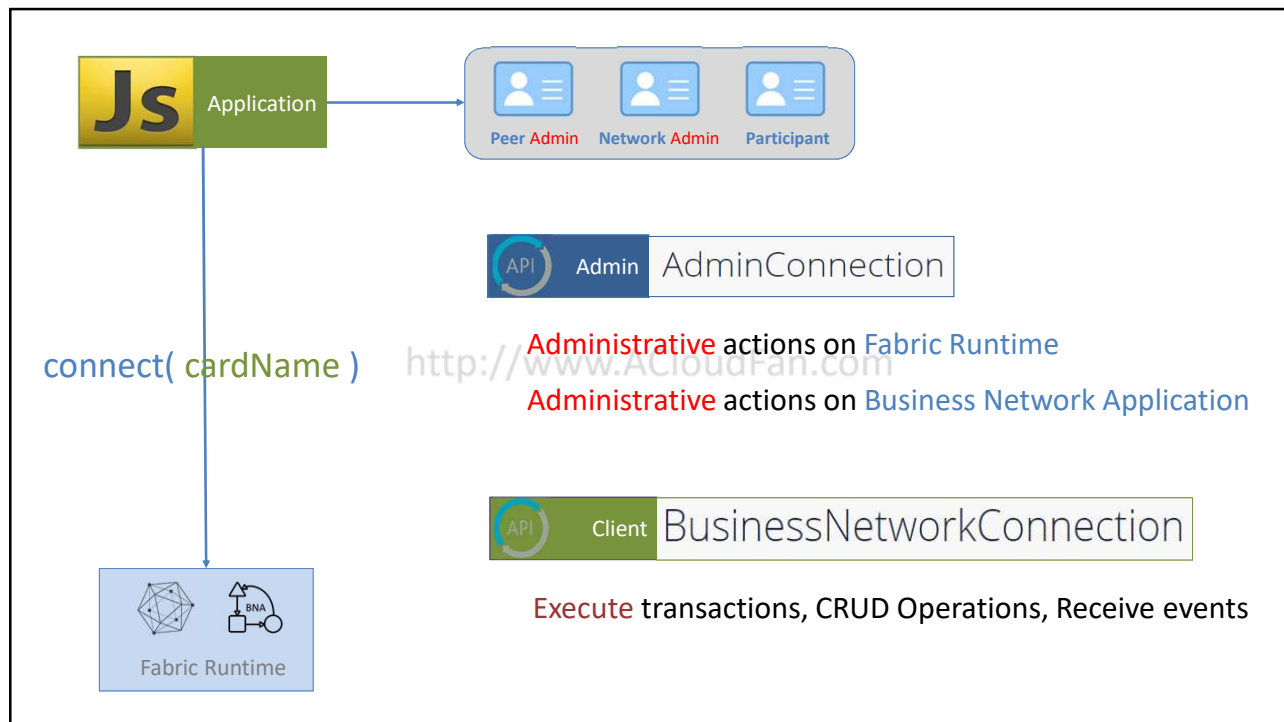 Js Application
Peer Admin Network Admin Participant
API Admin AdminConnection
connect( cardName )
http://www.ACloudFan.com
Administrative actions on Fabric Runtime
Administrative actions on Business Network Application
API Client BusinessNetworkConnection
Execute transactions, CRUD Operations, Receive events
BNA
Fabric Runtime